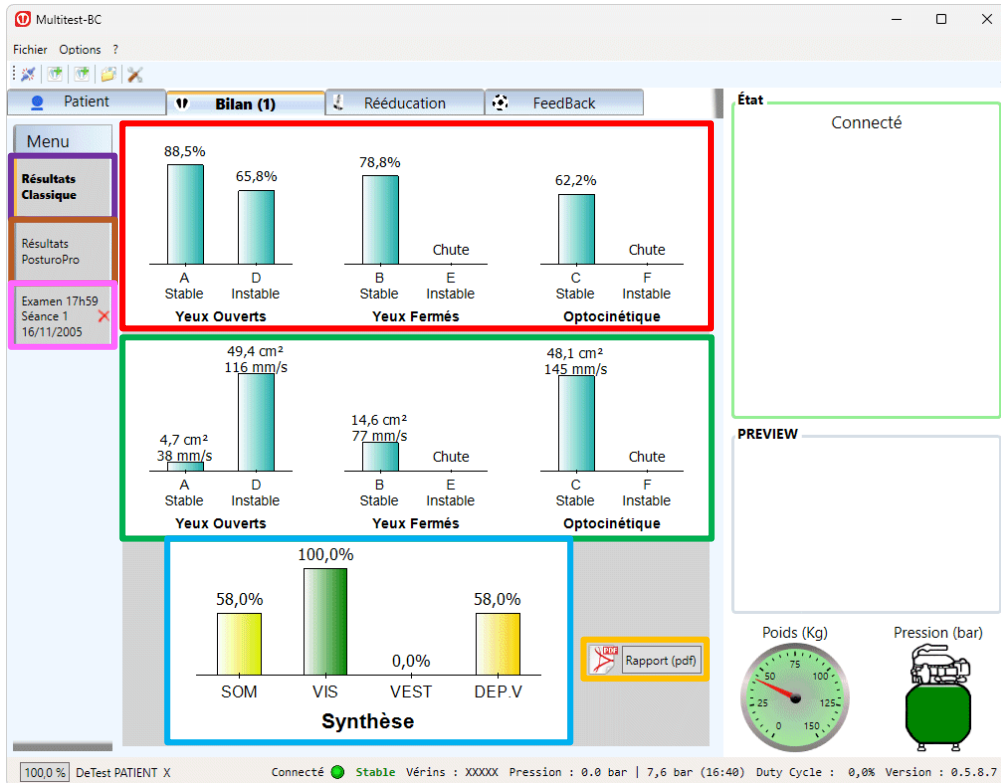 Multitest-BC
Fichier Options ?
Patient Bilan (1) Rééducation FeedBack
Menu
Résultats
Classique
Résultats
PosturoPro
Examen 17h59
Séance 1
16/11/2005
88,5% 65,8% 78,8% Chute 62,2% Chute
A D B E C F
Stable Instable Stable Instable Stable Instable
Yeux Ouverts Yeux Fermés Optocinétique
49,4 cm² 48,1 cm²
116 mm/s 145 mm/s
14,6 cm²
77 mm/s
4,7 cm²
38 mm/s Chute Chute
A D B E C F
Stable Instable Stable Instable Stable Instable
Yeux Ouverts Yeux Fermés Optocinétique
100,0%
58,0% 58,0%
0,0%
SOM VIS VEST DEP.V
Synthèse
Rapport (pdf)
État
Connecté
PREVIEW
Poids (Kg) Pression (bar)
0 25 50 75 100 125 150
100,0 % DeTest PATIENT X Connecté Stable Vérins : XXXXX Pression : 0.0 bar | 7,6 bar (16:40) Duty Cycle : 0,0% Version : 0.5.8.7